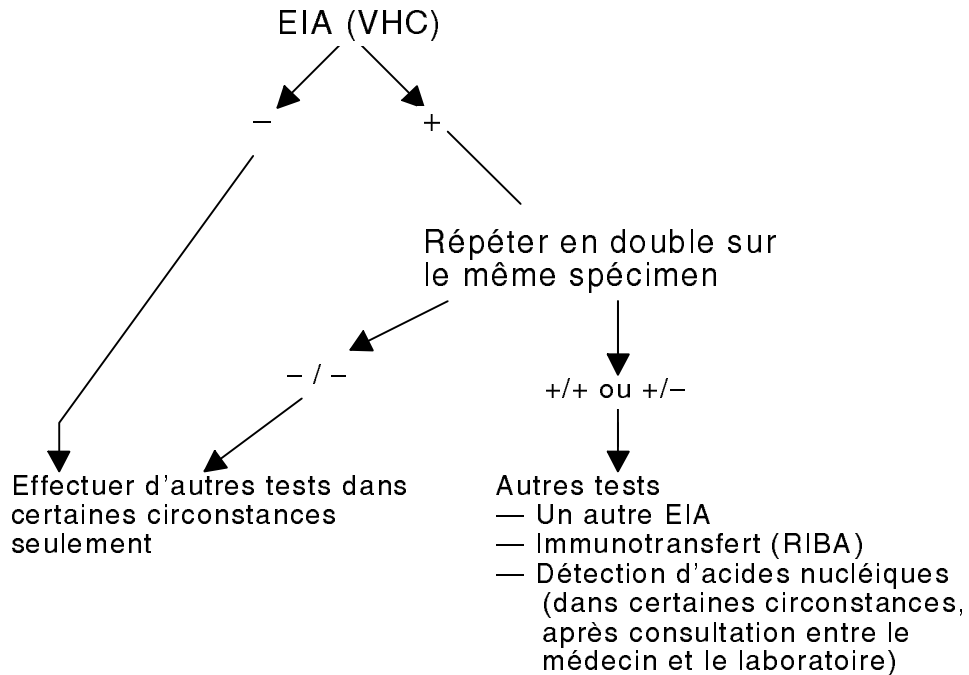 EIA (VHC)
– +
Répéter en double sur
le même spécimen
– / –
+/+ ou +/–
Effectuer d'autres tests dans
certaines circonstances
seulement
Autres tests
— Un autre EIA
— Immunotransfert (RIBA)
— Détection d'acides nucléiques
(dans certaines circonstances,
après consultation entre le
médecin et le laboratoire)